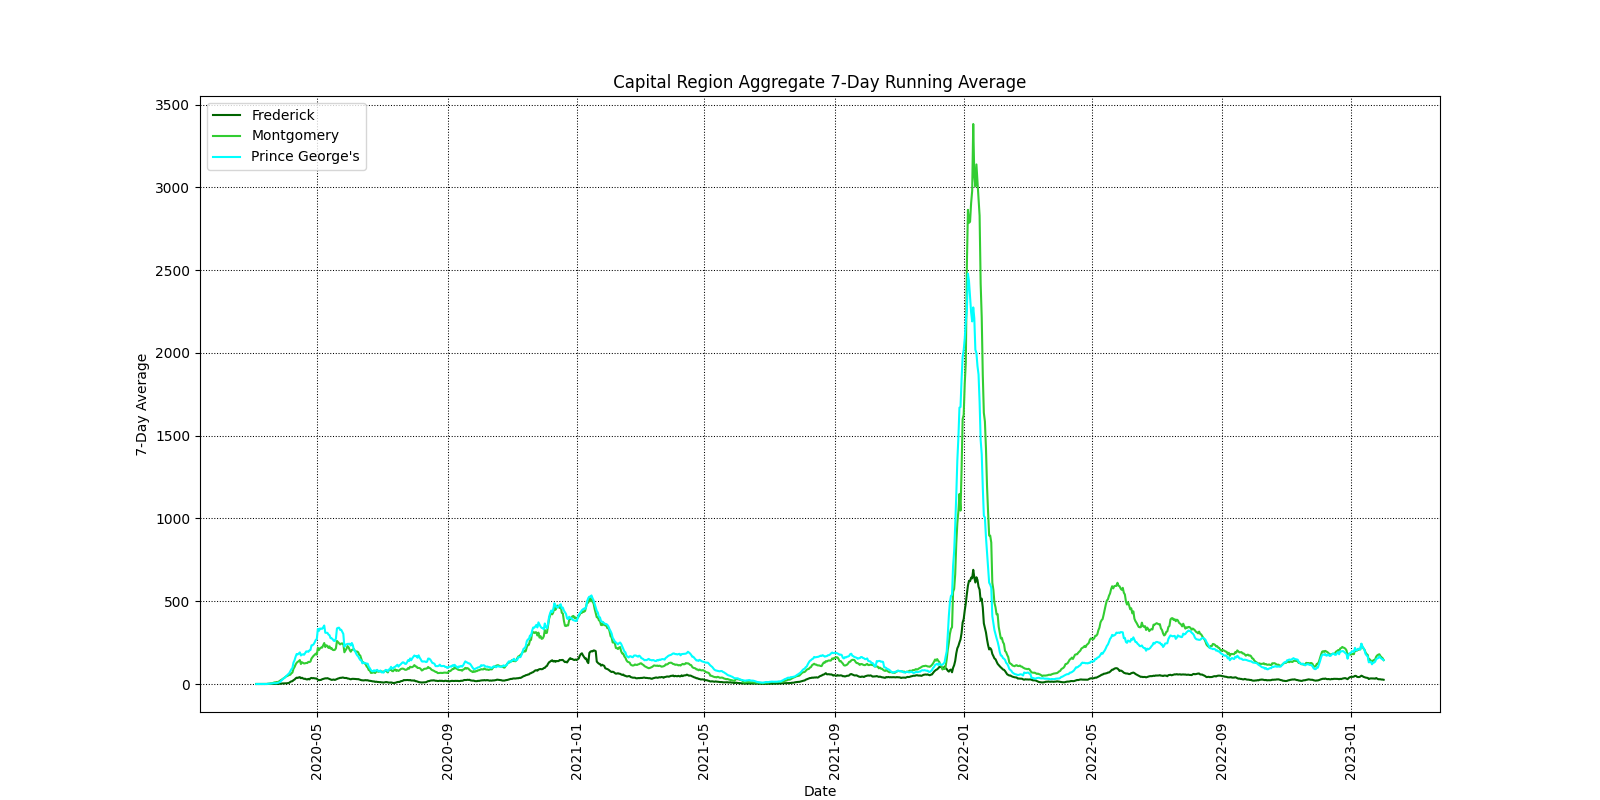 Capital Region Aggregate 7-Day Running Average
Frederick
Montgomery
Prince George's
7-Day Average
3500
3000
2500
2000
1500
1000
500
0
2020-05
2020-09
2021-01
2021-05
2021-09
2022-01
2022-05
2022-09
2023-01
Date